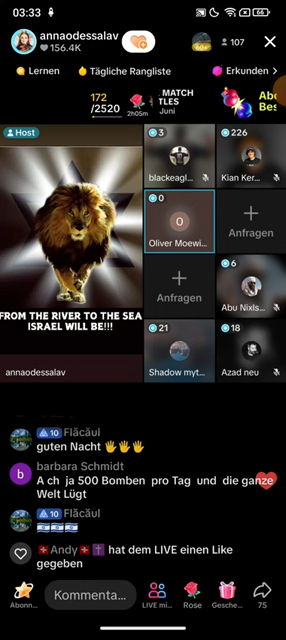 03:33
66
annaodessalav
156.4K
107
Lernen
Tägliche Rangliste
Erkunden >
172
/2520
2h05m
MATCH
TLES
Juni
Abo
Bes
Host
3
226
blackeagl...
Kian Ker...
0
O
Oliver Moewi...
Anfragen
6
Anfragen
Abu Nixls...
21
18
Shadow myt...
Azad neu
FROM THE RIVER TO THE SEA
ISRAEL WILL BE!!!
annaodessalav
10 Flăcăul
guten Nacht 🖐🖐🖐
b
barbara Schmidt
A ch ja 500 Bomben pro Tag und die ganze
Welt Lügt
10 Flăcăul
🇮🇱🇮🇱🇮🇱
🇨🇭Andy🇨🇭✝️ hat dem LIVE einen Like
gegeben
Kommenta...
Abonn...
LIVE mi...
Rose
Gesche...
75